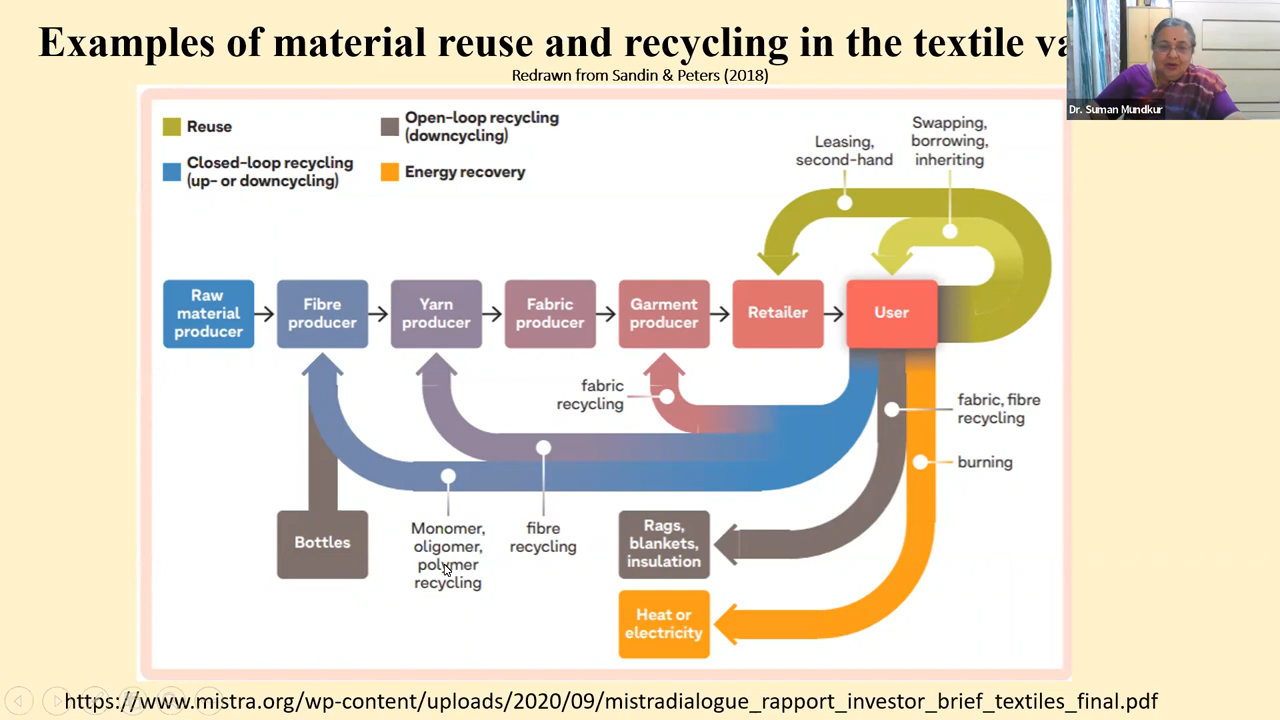 Examples of material reuse and recycling in the textile va
Redrawn from Sandin & Peters (2018)
Dr. Suman Mundkur
Reuse
Closed-loop recycling
(up- or downcycling)
Open-loop recycling
(downcycling)
Energy recovery
Leasing,
second-hand
Swapping,
borrowing,
inheriting
Raw
material
producer
Fibre
producer
Yarn
producer
Fabric
producer
Garment
producer
Retailer
User
fabric
recycling
fabric, fibre
recycling
burning
Bottles
Monomer,
oligomer,
polymer
recycling
fibre
recycling
Rags,
blankets,
insulation
Heat or
electricity
https://www.mistra.org/wp-content/uploads/2020/09/mistradialogue_rapport_investor_brief_textiles_final.pdf